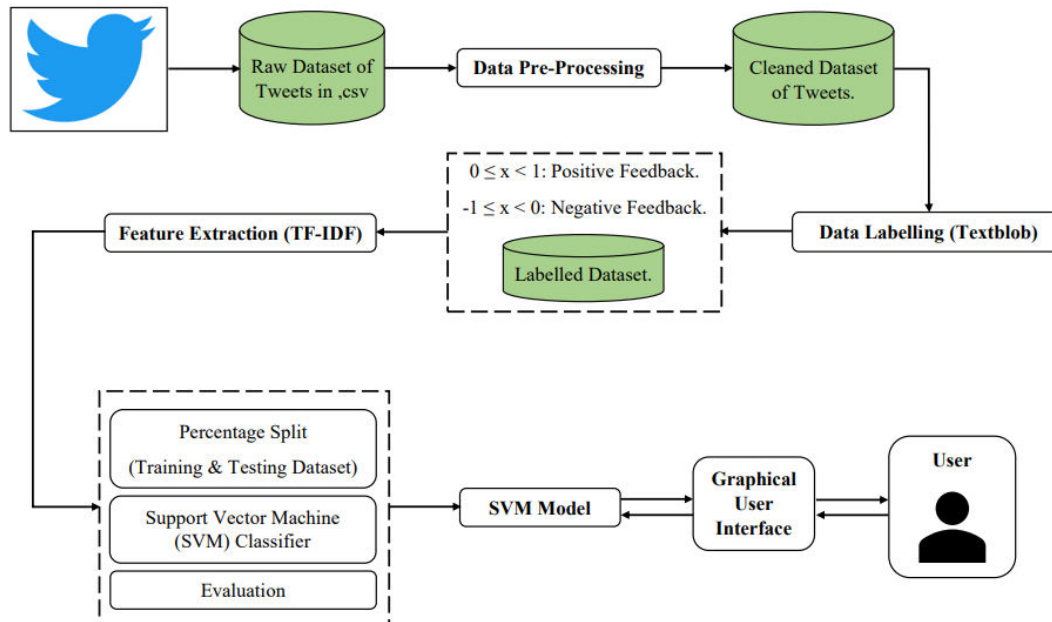 Raw Dataset of
Tweets in ,csv
Data Pre-Processing
Cleaned Dataset
of Tweets.
0 ≤ x < 1: Positive Feedback.
-1 ≤ x < 0: Negative Feedback.
Labelled Dataset.
Data Labelling (Textblob)
Feature Extraction (TF-IDF)
Percentage Split
(Training & Testing Dataset)
Support Vector Machine
(SVM) Classifier
Evaluation
SVM Model
Graphical
User
Interface
User